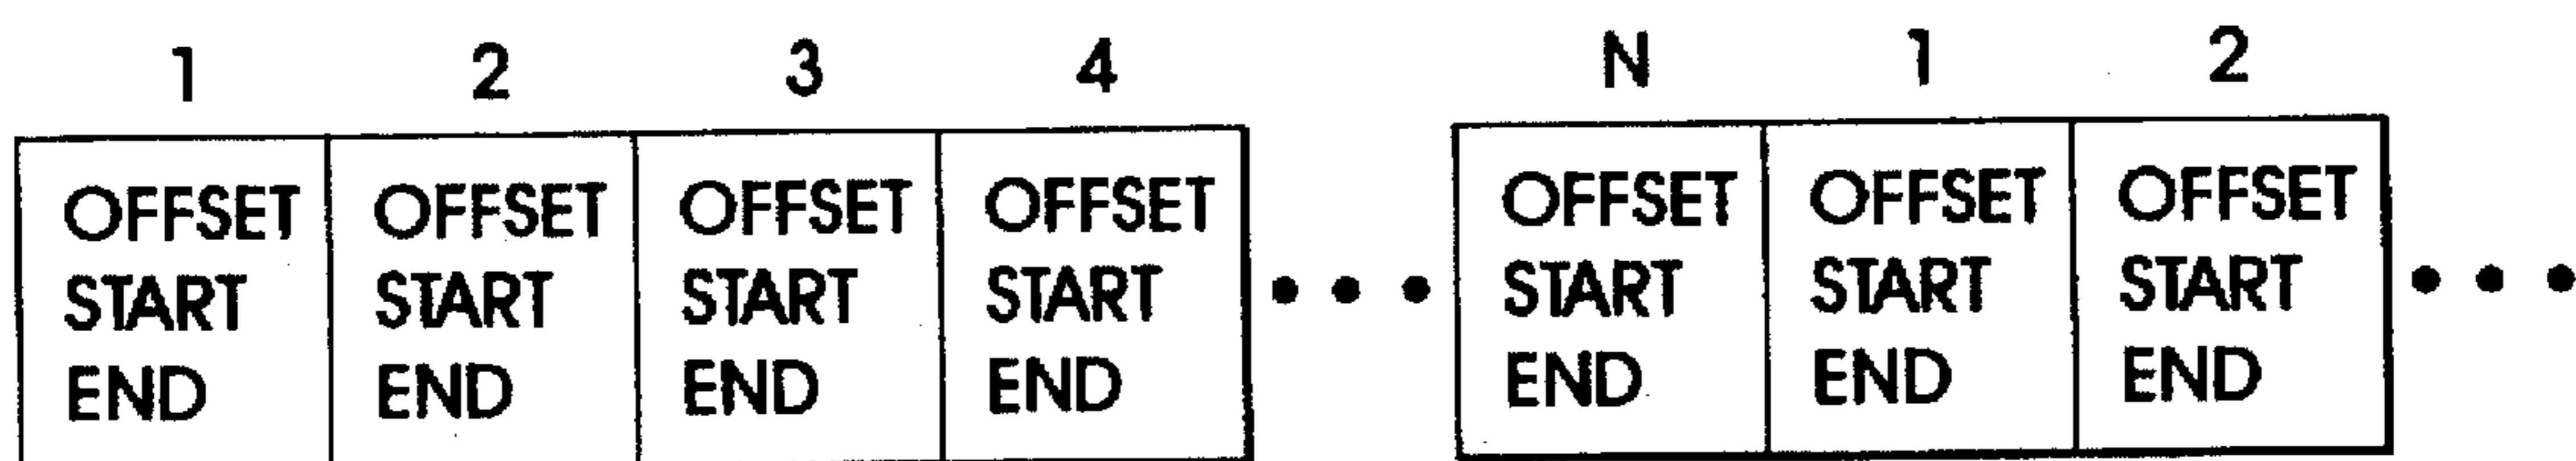 1 2 3 4 N 1 2
OFFSET OFFSET OFFSET OFFSET OFFSET OFFSET OFFSET
START START START START • • • START START START • • •
END END END END END END END